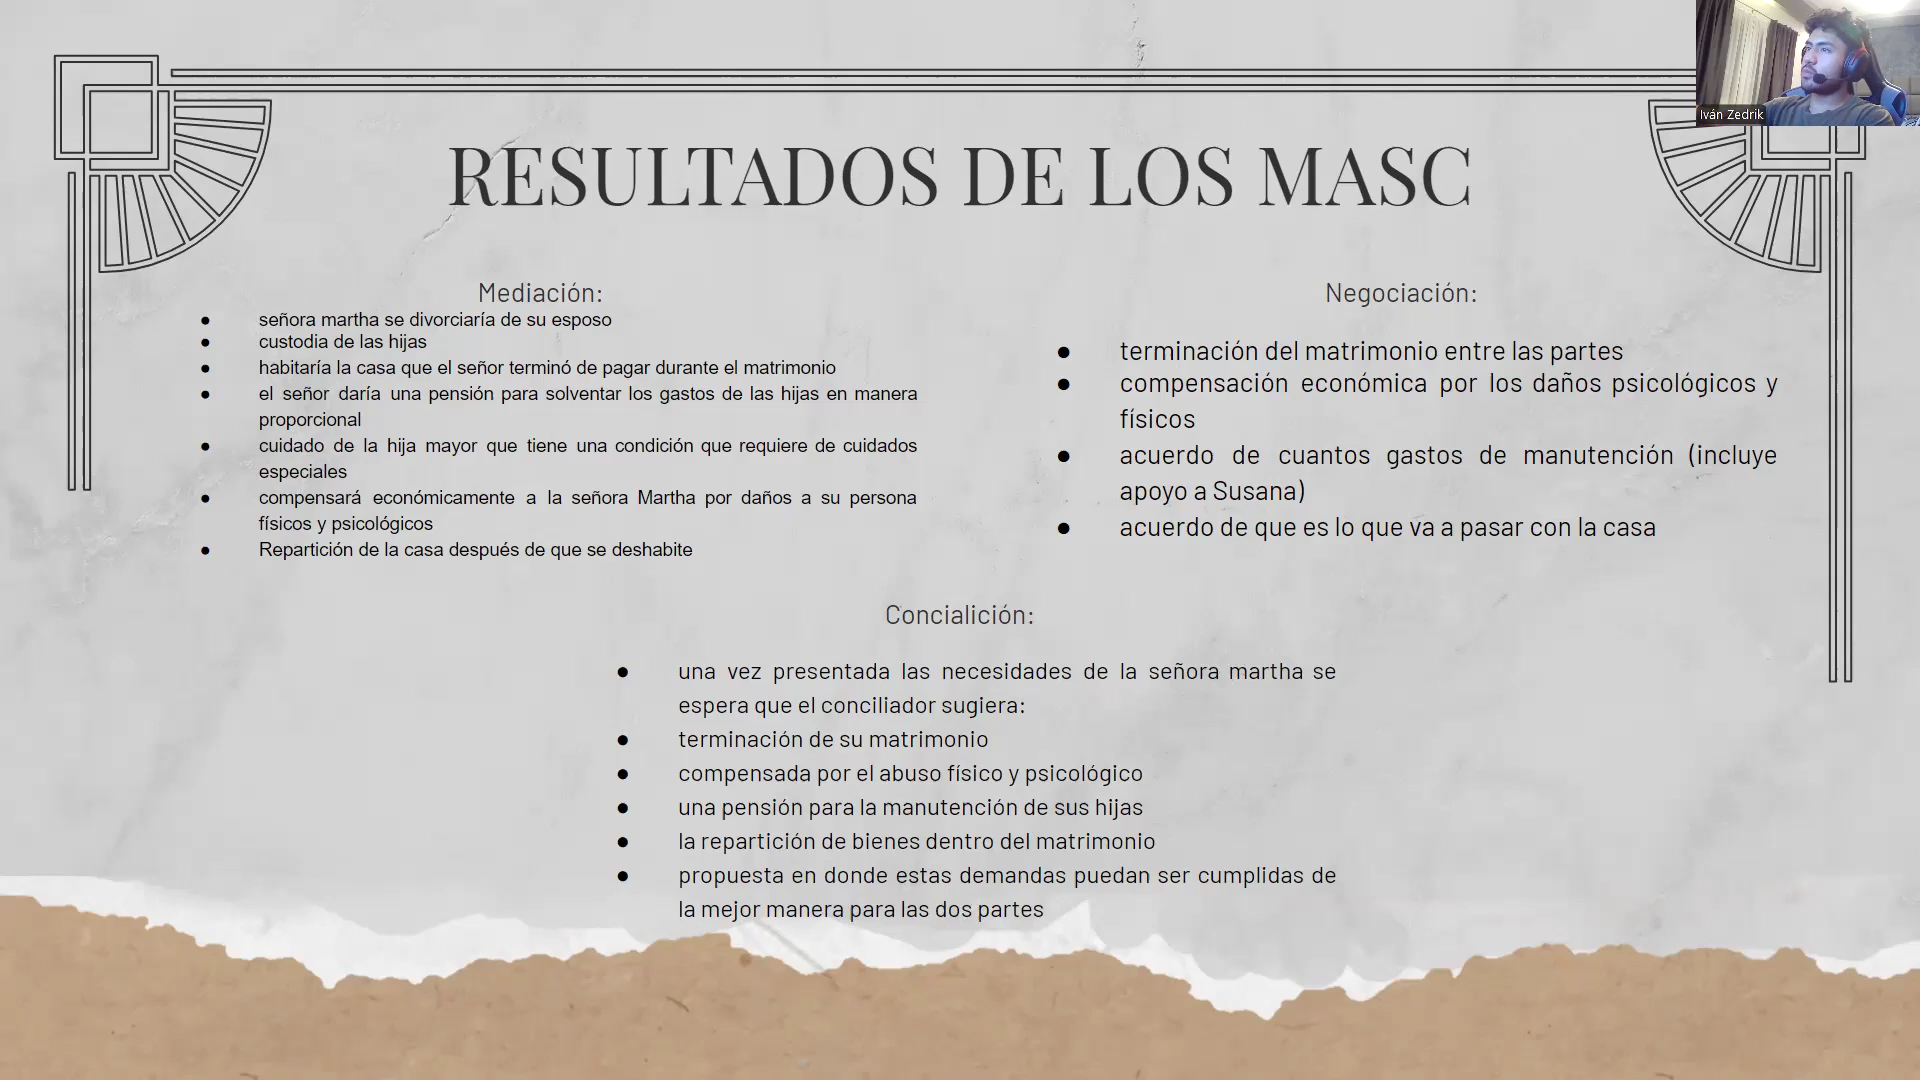 Iván Zedrik
RESULTADOS DE LOS MASC
Mediación:
● señora martha se divorciaría de su esposo
● custodia de las hijas
● habitaría la casa que el señor terminó de pagar durante el matrimonio
● el señor daría una pensión para solventar los gastos de las hijas en manera
proporcional
● cuidado de la hija mayor que tiene una condición que requiere de cuidados
especiales
● compensará económicamente a la señora Martha por daños a su persona
físicos y psicológicos
● Repartición de la casa después de que se deshabite
Negociación:
● terminación del matrimonio entre las partes
● compensación económica por los daños psicológicos y
físicos
● acuerdo de cuantos gastos de manutención (incluye
apoyo a Susana)
● acuerdo de que es lo que va a pasar con la casa
Concialición:
● una vez presentada las necesidades de la señora martha se
espera que el conciliador sugiera:
● terminación de su matrimonio
● compensada por el abuso físico y psicológico
● una pensión para la manutención de sus hijas
● la repartición de bienes dentro del matrimonio
● propuesta en donde estas demandas puedan ser cumplidas de
la mejor manera para las dos partes